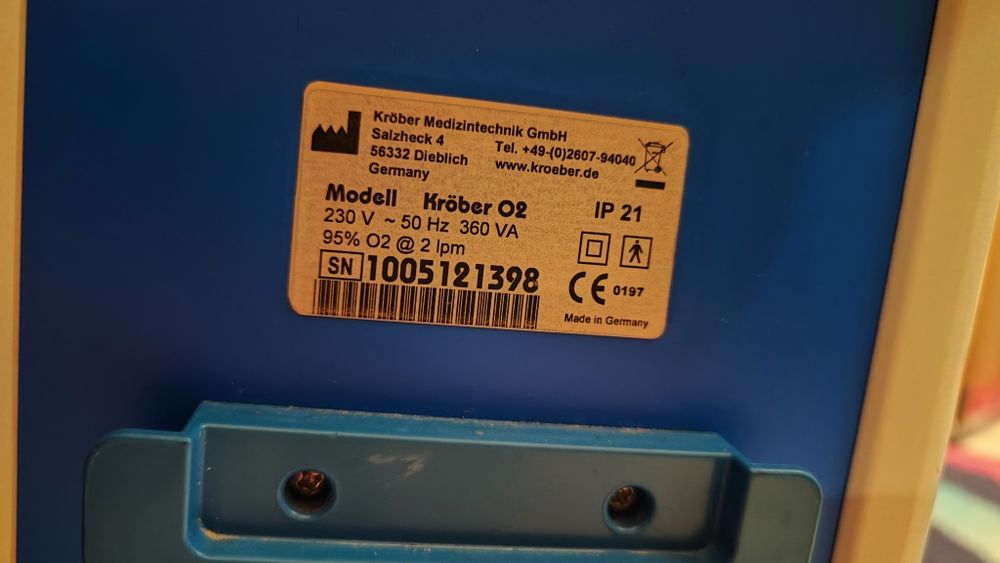 Kröber Medizintechnik GmbH
Salzheck 4 Tel. +49-(0)2607-94040
56332 Dieblich www.kroeber.de
Germany
Modell Kröber O2 IP 21
230 V ~ 50 Hz 360 VA
95% O2 @ 2 lpm
SN 1005121398
CE 0197
Made in Germany